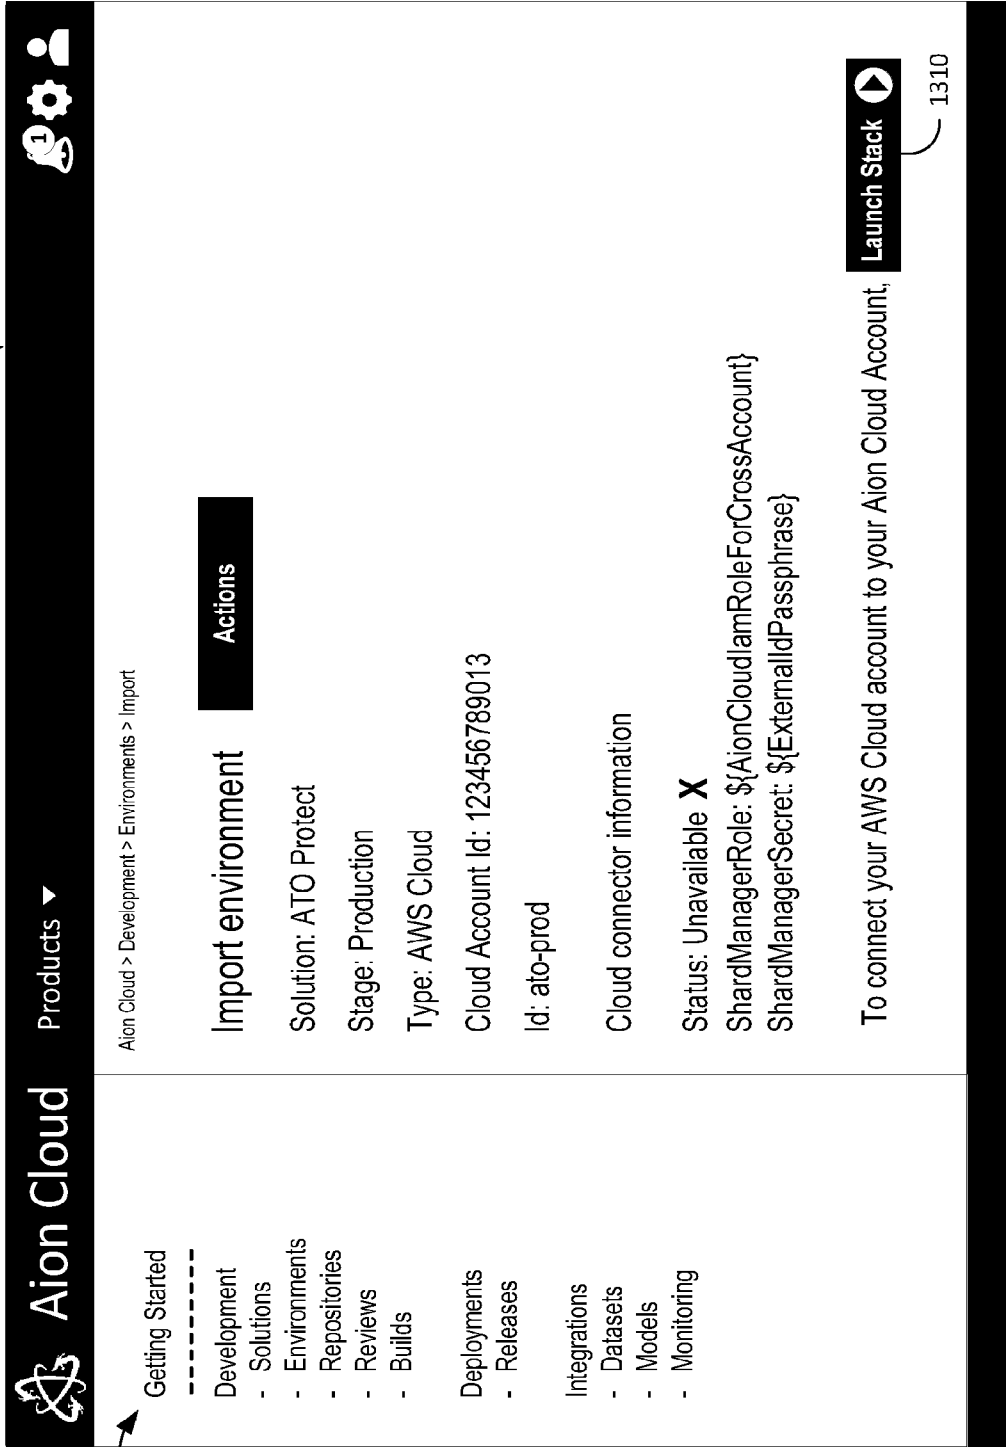 Aion Cloud
Products
1
Getting Started
Development
- Solutions
- Environments
- Repositories
- Reviews
- Builds
Deployments
- Releases
Integrations
- Datasets
- Models
- Monitoring
Aion Cloud > Development > Environments > Import
Import environment
Actions
Solution: ATO Protect
Stage: Production
Type: AWS Cloud
Cloud Account Id: 123456789013
Id: ato-prod
Cloud connector information
Status: Unavailable X
ShardManagerRole: ${AionCloudIamRoleForCrossAccount}
ShardManagerSecret: ${ExternalIdPassphrase}
To connect your AWS Cloud account to your Aion Cloud Account, Launch Stack
1310